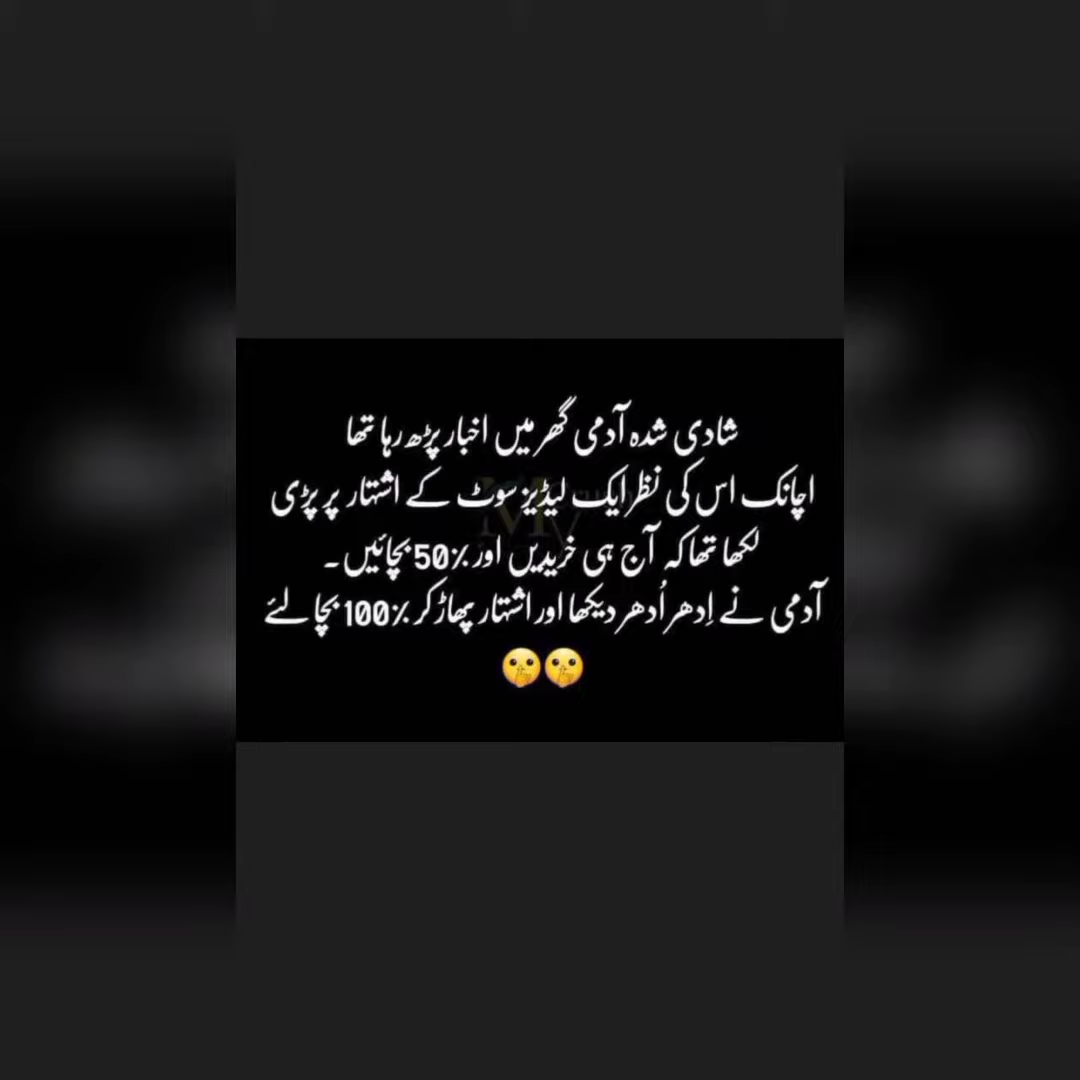 شادی شدہ آدمی گھر میں اخبار پڑھ رہا تھا
اچانک اس کی نظر ایک لیڈیز سوٹ کے اشتہار پر پڑی
لکھا تھا کہ آج ہی خریدیں اور 50٪ بچائیں۔
آدمی نے اِدھر اُدھر دیکھا اور اشتہار پھاڑ کر 100٪ بچا لئے
🤫🤫